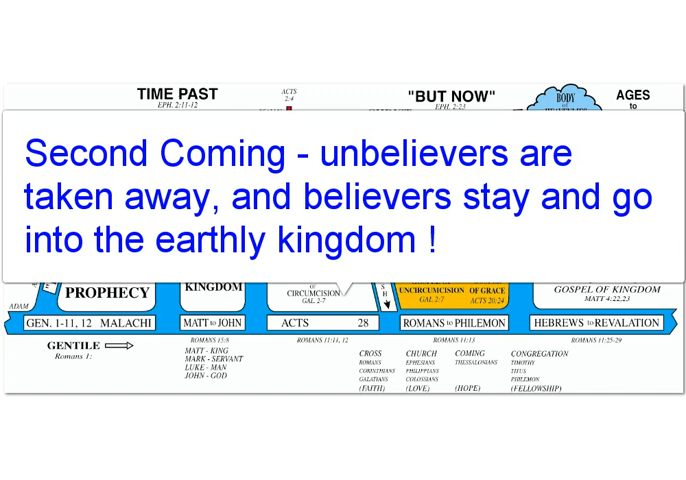 TIME PAST
EPH. 2:11-12
ACTS
2:4
"BUT NOW"
EPH. 2:23
BODY
AGES
to
Second Coming - unbelievers are
taken away, and believers stay and go
into the earthly kingdom !
ADAM
PROPHECY
KINGDOM
OF
CIRCUMCISION
GAL 2:7
S
H
UNCIRCUMCISION OF GRACE
GAL 2:7 ACTS 20:24
GOSPEL OF KINGDOM
MATT 4:22,23
GEN. 1-11, 12 MALACHI
MATT to JOHN
ACTS 28
ROMANS to PHILEMON
HEBREWS to REVALATION
GENTILE
Romans 1:
ROMANS 15/8
MATT - KING
MARK - SERVANT
LUKE - MAN
JOHN - GOD
ROMANS 11:11, 12
ROMANS 11:13
ROMANS 11:25-29
CROSS
ROMANS
CORINTHIANS
GALATIANS
(FAITH)
CHURCH
EPHESIANS
PHILIPPIANS
COLOSSIANS
(LOVE)
COMING
THESSALONIANS
(HOPE)
CONGREGATION
TIMOTHY
TITUS
PHILEMON
(FELLOWSHIP)